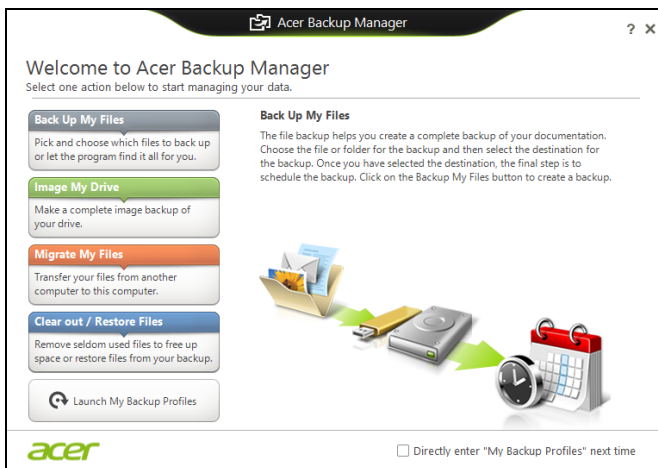 Acer Backup Manager
? X
Welcome to Acer Backup Manager
Select one action below to start managing your data.
Back Up My Files
Pick and choose which files to back up
or let the program find it all for you.
Image My Drive
Make a complete image backup of
your drive.
Migrate My Files
Transfer your files from another
computer to this computer.
Clear out / Restore Files
Remove seldom used files to free up
space or restore files from your backup.
Launch My Backup Profiles
Back Up My Files
The file backup helps you create a complete backup of your documentation.
Choose the file or folder for the backup and then select the destination for
the backup. Once you have selected the destination, the final step is to
schedule the backup. Click on the Backup My Files button to create a backup.
acer
Directly enter "My Backup Profiles" next time